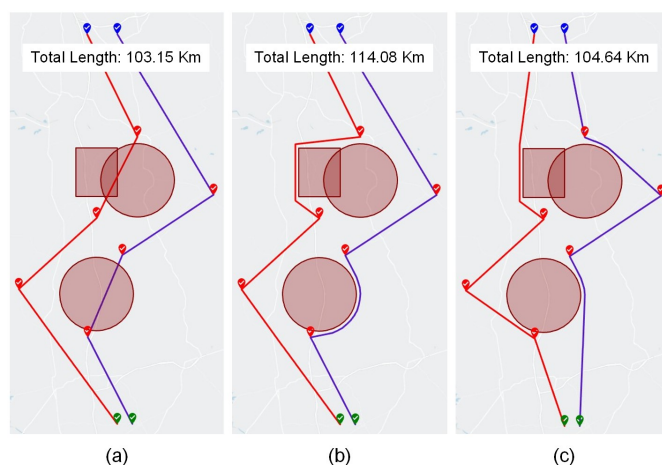 Total Length: 103.15 Km
Total Length: 114.08 Km
Total Length: 104.64 Km
(a)
(b)
(c)